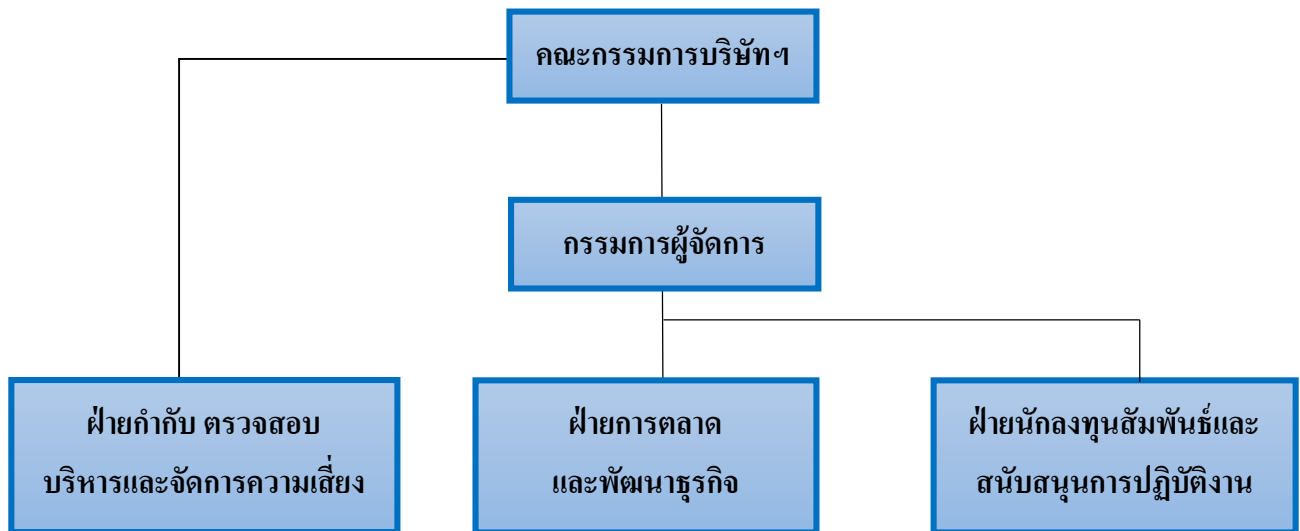 คณะกรรมการบริษัทฯ
กรรมการผู้จัดการ
ฝ่ายกำกับ ตรวจสอบ
บริหารและจัดการความเสี่ยง
ฝ่ายการตลาด
และพัฒนาธุรกิจ
ฝ่ายนักลงทุนสัมพันธ์และ
สนับสนุนการปฏิบัติงาน